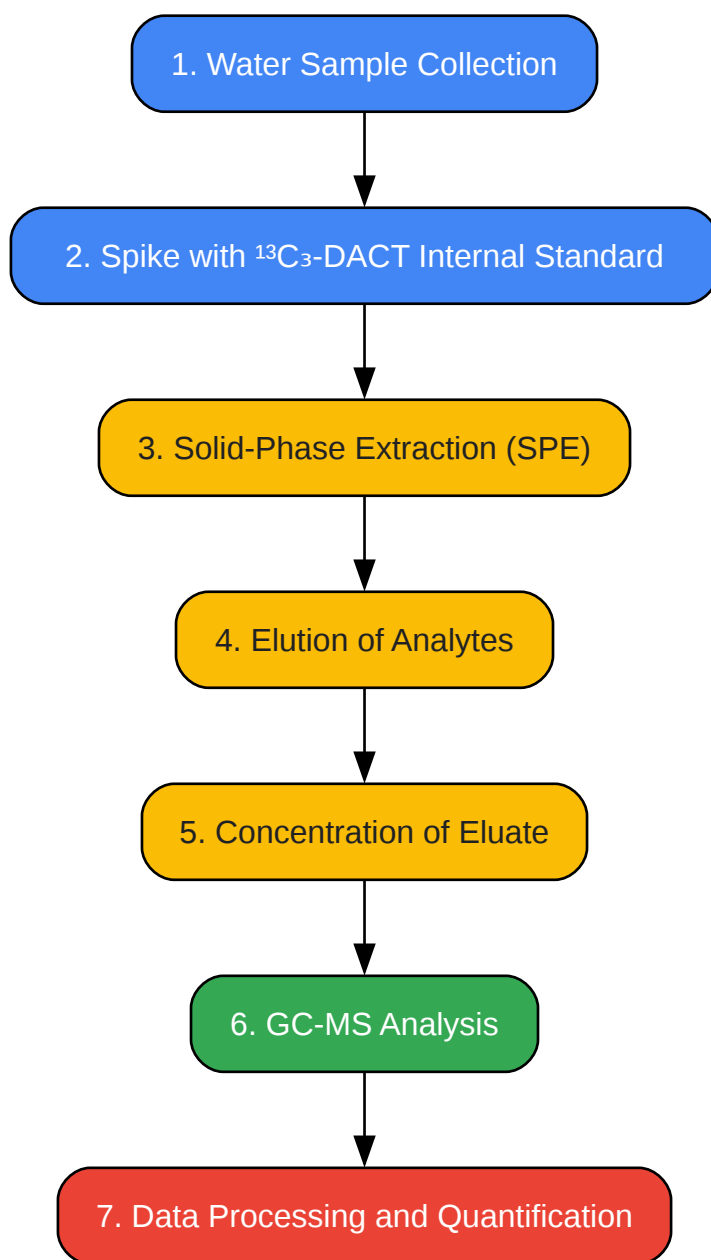 1. Water Sample Collection
2. Spike with ¹³C₃-DACT Internal Standard
3. Solid-Phase Extraction (SPE)
4. Elution of Analytes
5. Concentration of Eluate
6. GC-MS Analysis
7. Data Processing and Quantification